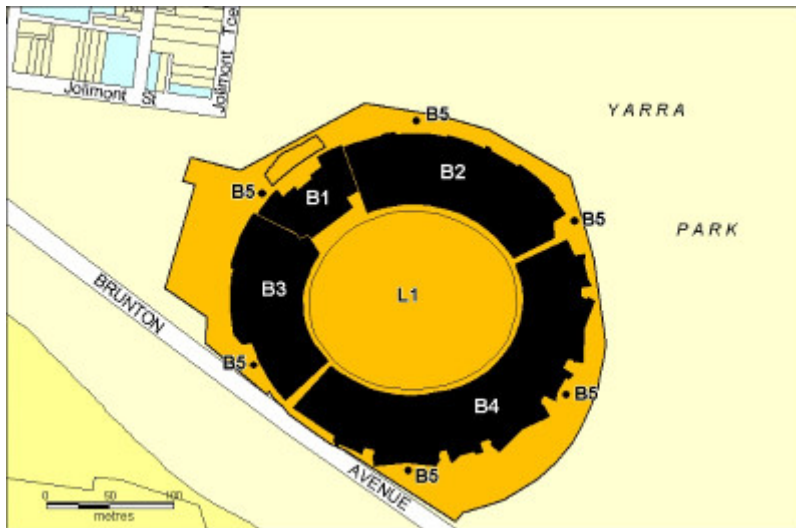 Jolimont St
Jolimont Tce
YARRA
PARK
B5
B2
B5
B1
B5
B3
L1
BRUNTON
AVENUE
B5
B5
B4
B5
0 50 100
metres